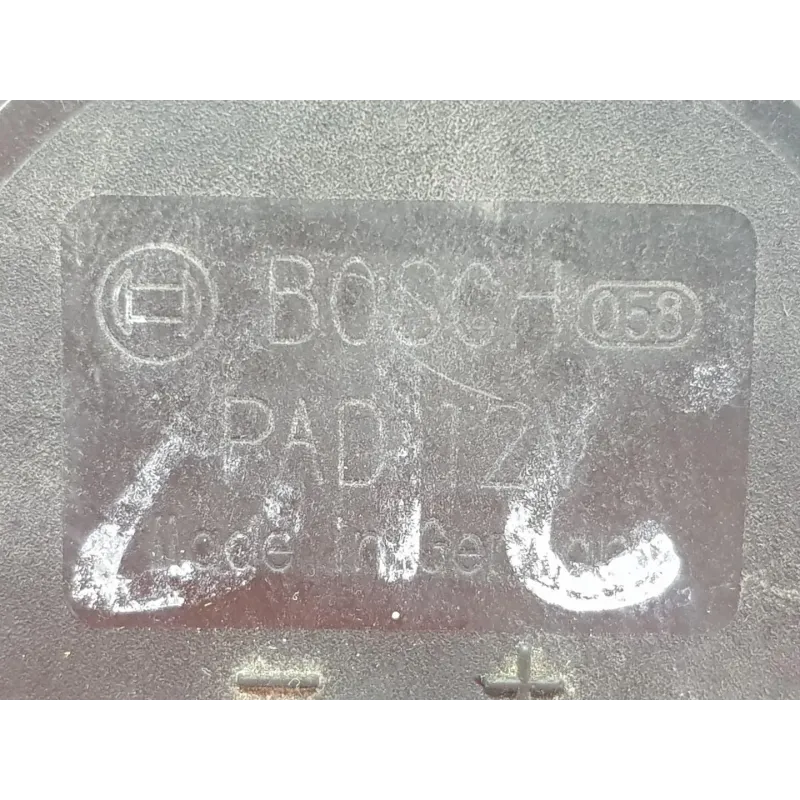 BOSCH 058
PAD 12V
Made in Germany
- +